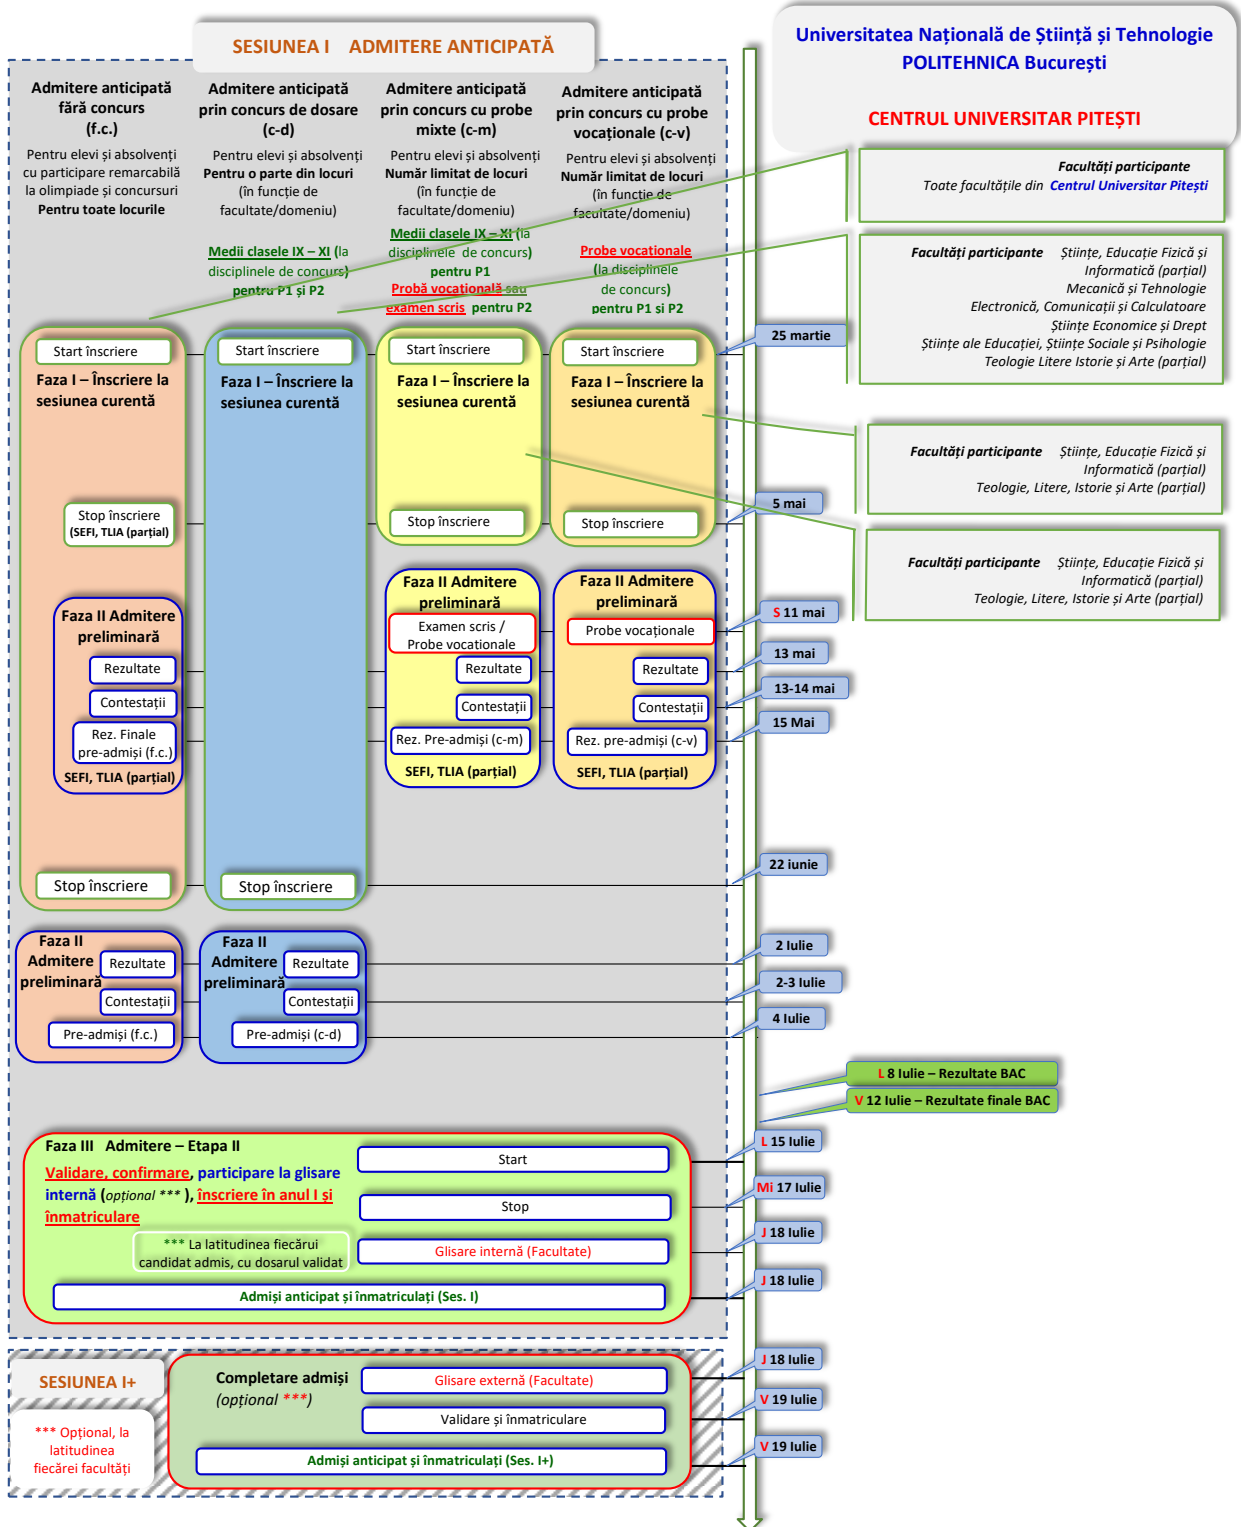 SESIUNEA I ADMITERE ANTICIPATĂ
Universitatea Națională de Știință și Tehnologie
POLITEHNICA București
CENTRUL UNIVERSITAR PITEȘTI
Admitere anticipată
fără concurs
(f.c.)
Pentru elevi și absolvenți
cu participare remarcabilă
la olimpiade și concursuri
Pentru toate locurile
Admitere anticipată
prin concurs de dosare
(c-d)
Pentru elevi și absolvenți
Pentru o parte din locuri
(în funcție de
facultate/domeniu)
Medii clasele IX – XI (la
disciplinele de concurs)
pentru P1 și P2
Admitere anticipată
prin concurs cu probe
mixte (c-m)
Pentru elevi și absolvenți
Număr limitat de locuri
(în funcție de
facultate/domeniu)
Medii clasele IX – XI (la
disciplinele de concurs)
pentru P1
Probă vocațională sau
examen scris pentru P2
Admitere anticipată
prin concurs cu probe
vocaționale (c-v)
Pentru elevi și absolvenți
Număr limitat de locuri
(în funcție de
facultate/domeniu)
Probe vocaționale
(la disciplinele
de concurs)
pentru P1 și P2
Facultăți participante
Toate facultățile din Centrul Universitar Pitești
Facultăți participante Științe, Educație Fizică și
Informatică (parțial)
Mecanică și Tehnologie
Electronică, Comunicații și Calculatoare
Științe Economice și Drept
Științe ale Educației, Științe Sociale și Psihologie
Teologie Litere Istorie și Arte (parțial)
Facultăți participante Științe, Educație Fizică și
Informatică (parțial)
Teologie, Litere, Istorie și Arte (parțial)
Facultăți participante Științe, Educație Fizică și
Informatică (parțial)
Teologie, Litere, Istorie și Arte (parțial)
Start înscriere
Start înscriere
Start înscriere
Start înscriere
25 martie
Faza I – Înscriere la
sesiunea curentă
Faza I – Înscriere la
sesiunea curentă
Faza I – Înscriere la
sesiunea curentă
Faza I – Înscriere la
sesiunea curentă
Stop înscriere
(SEFI, TLIA (parțial)
Stop înscriere
Stop înscriere
5 mai
Faza II Admitere
preliminară
Rezultate
Contestații
Rez. Finale
pre-admiși (f.c.)
SEFI, TLIA (parțial)
Faza II Admitere
preliminară
Examen scris /
Probe vocaționale
Rezultate
Contestații
Rez. Pre-admiși (c-m)
SEFI, TLIA (parțial)
Faza II Admitere
preliminară
Probe vocaționale
Rezultate
Contestații
Rez. pre-admiși (c-v)
SEFI, TLIA (parțial)
S 11 mai
13 mai
13-14 mai
15 Mai
Stop înscriere
Stop înscriere
22 iunie
Faza II
Admitere
preliminară
Rezultate
Contestații
Pre-admiși (f.c.)
Faza II
Admitere
preliminară
Rezultate
Contestații
Pre-admiși (c-d)
2 Iulie
2-3 Iulie
4 Iulie
L 8 Iulie – Rezultate BAC
V 12 Iulie – Rezultate finale BAC
Faza III Admitere – Etapa II
Validare, confirmare, participare la glisare
internă (opțional *** ), înscriere în anul I și
înmatriculare
*** La latitudinea fiecărui
candidat admis, cu dosarul validat
Start
Stop
Glisare internă (Facultate)
Admiși anticipat și înmatriculați (Ses. I)
L 15 Iulie
Mi 17 Iulie
J 18 Iulie
J 18 Iulie
SESIUNEA I+
*** Opțional, la
latitudinea
fiecărei facultăți
Completare admiși
(opțional ***)
Glisare externă (Facultate)
Validare și înmatriculare
Admiși anticipat și înmatriculați (Ses. I+)
J 18 Iulie
V 19 Iulie
V 19 Iulie